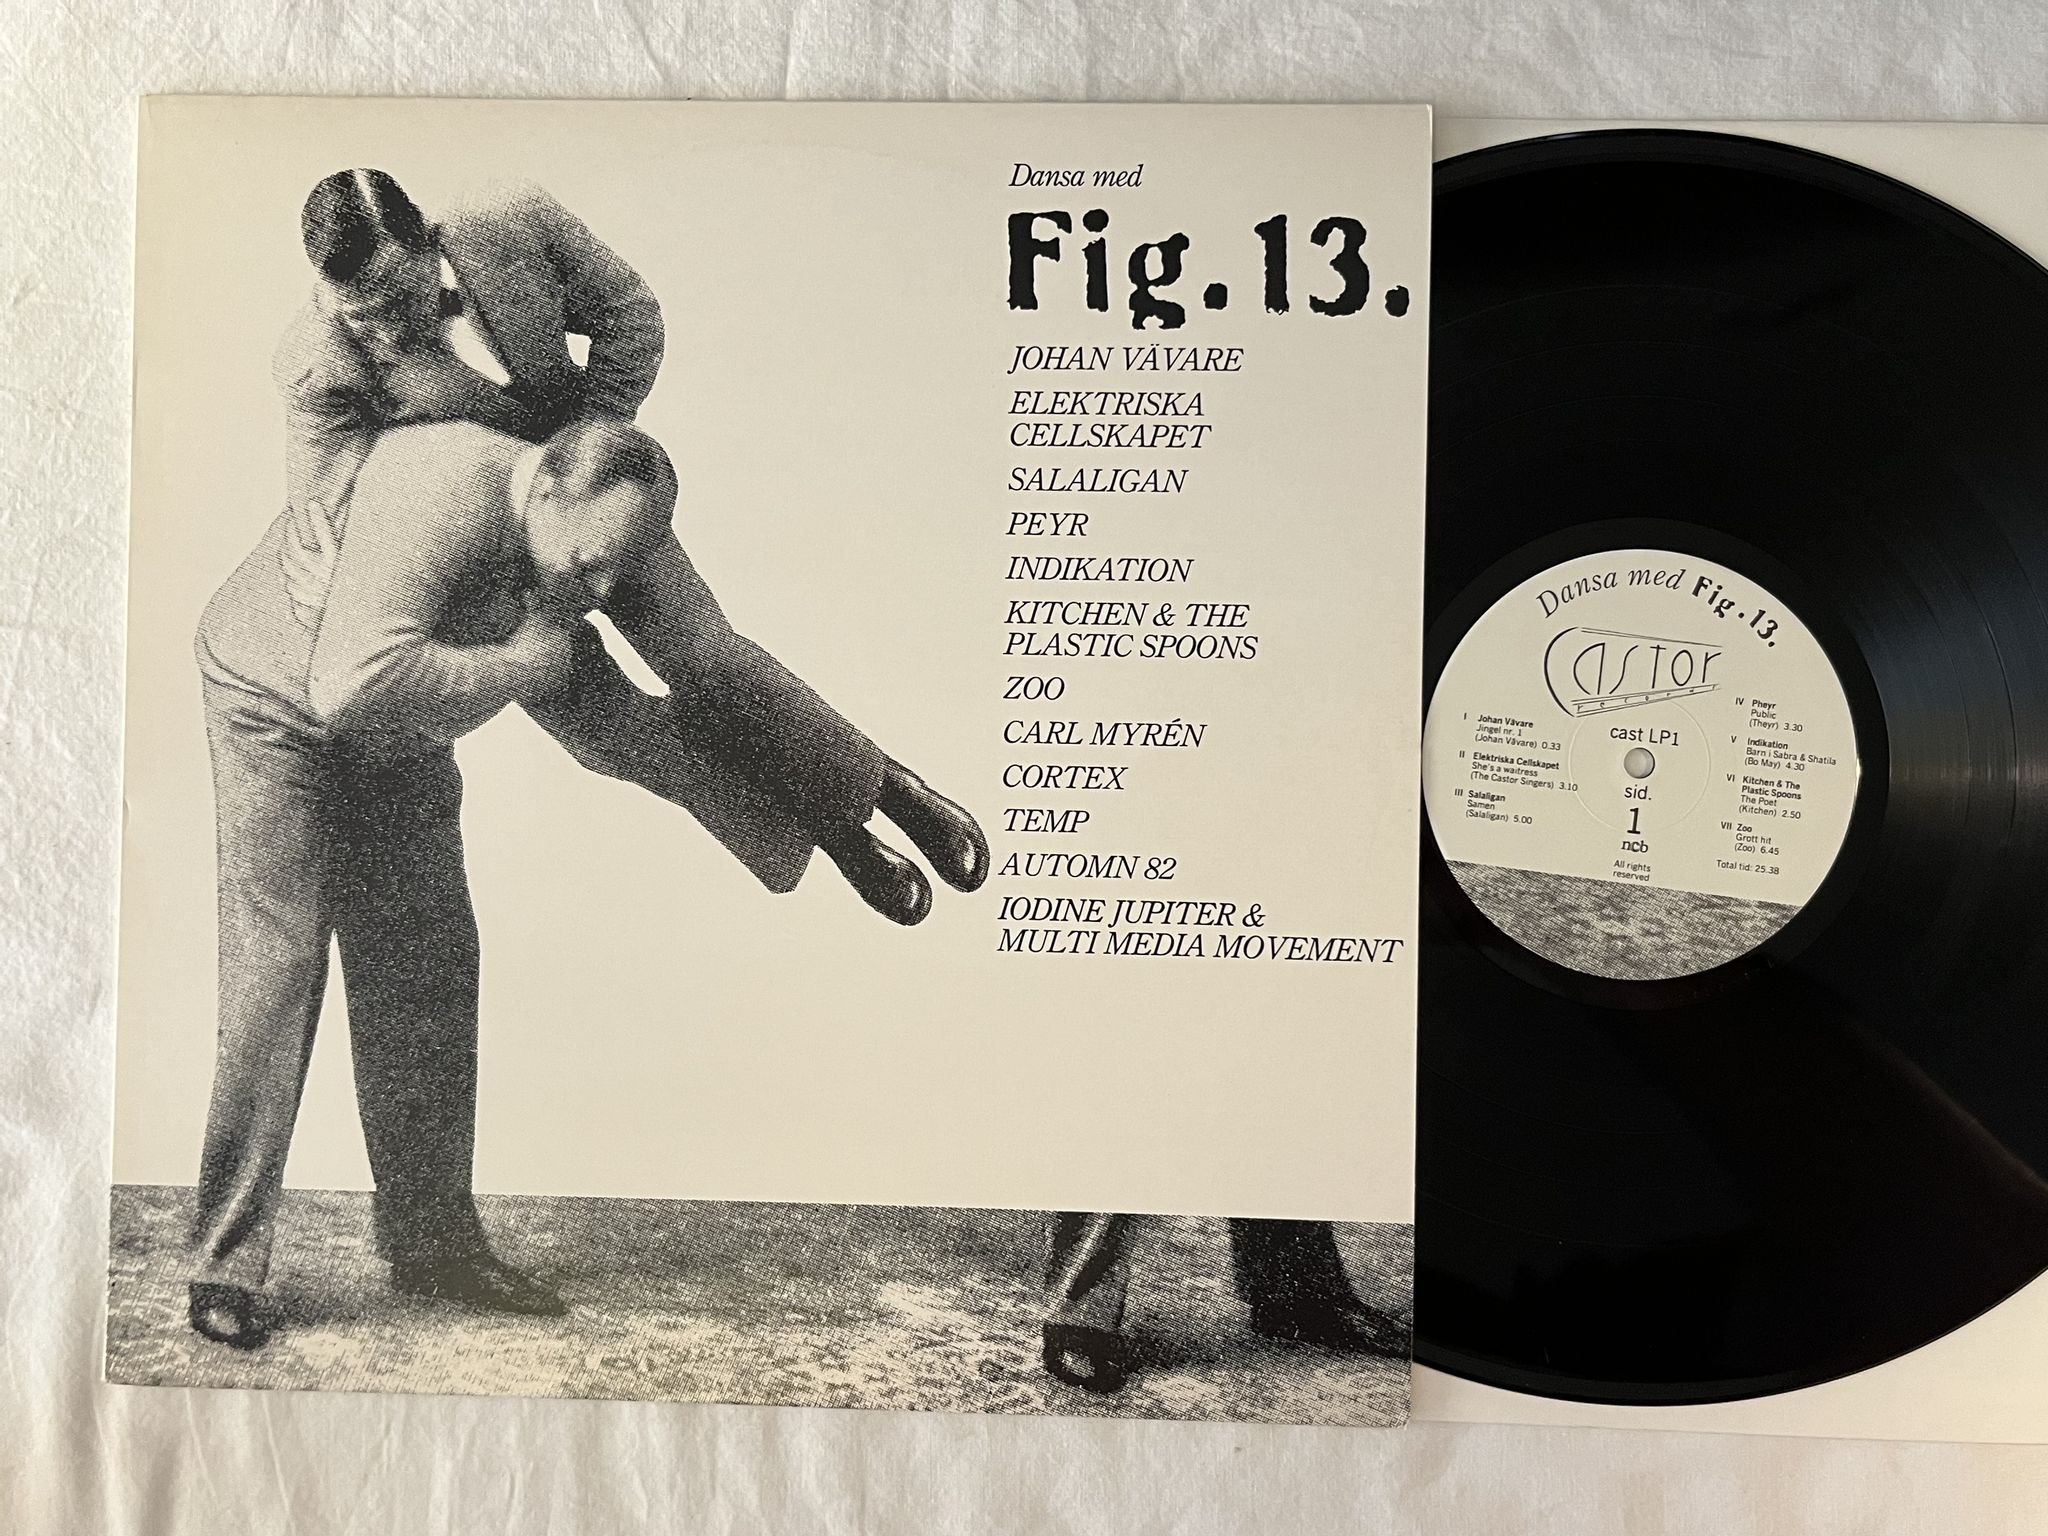 Dansa med
Fig. 13.
JOHAN VÄVARE
ELEKTRISKA
CELLSKAPET
SALALIGAN
PEYR
INDIKATION
KITCHEN & THE
PLASTIC SPOONS
ZOO
CARL MYRÉN
CORTEX
TEMP
AUTOMN 82
IODINE JUPITER &
MULTI MEDIA MOVEMENT
Dansa med Fig. 13.
Castor
records
cast LP1
sid.
1
ncb
All rights
reserved
I Johan Vävare
Jingel nr. 1
(Johan Vävare) 0.33
II Elektriska Cellskapet
She's a waitress
(The Castor Singers) 3.10
III Salaligan
Samen
(Salaligan) 5.00
IV Pheyr
Public
(Theyr) 3.30
V Indikation
Barn i Sabra & Shatila
(Bo May) 4.30
VI Kitchen & The
Plastic Spoons
The Poet
(Kitchen) 2.50
VII Zoo
Grott hit
(Zoo) 6.45
Total tid: 25.38